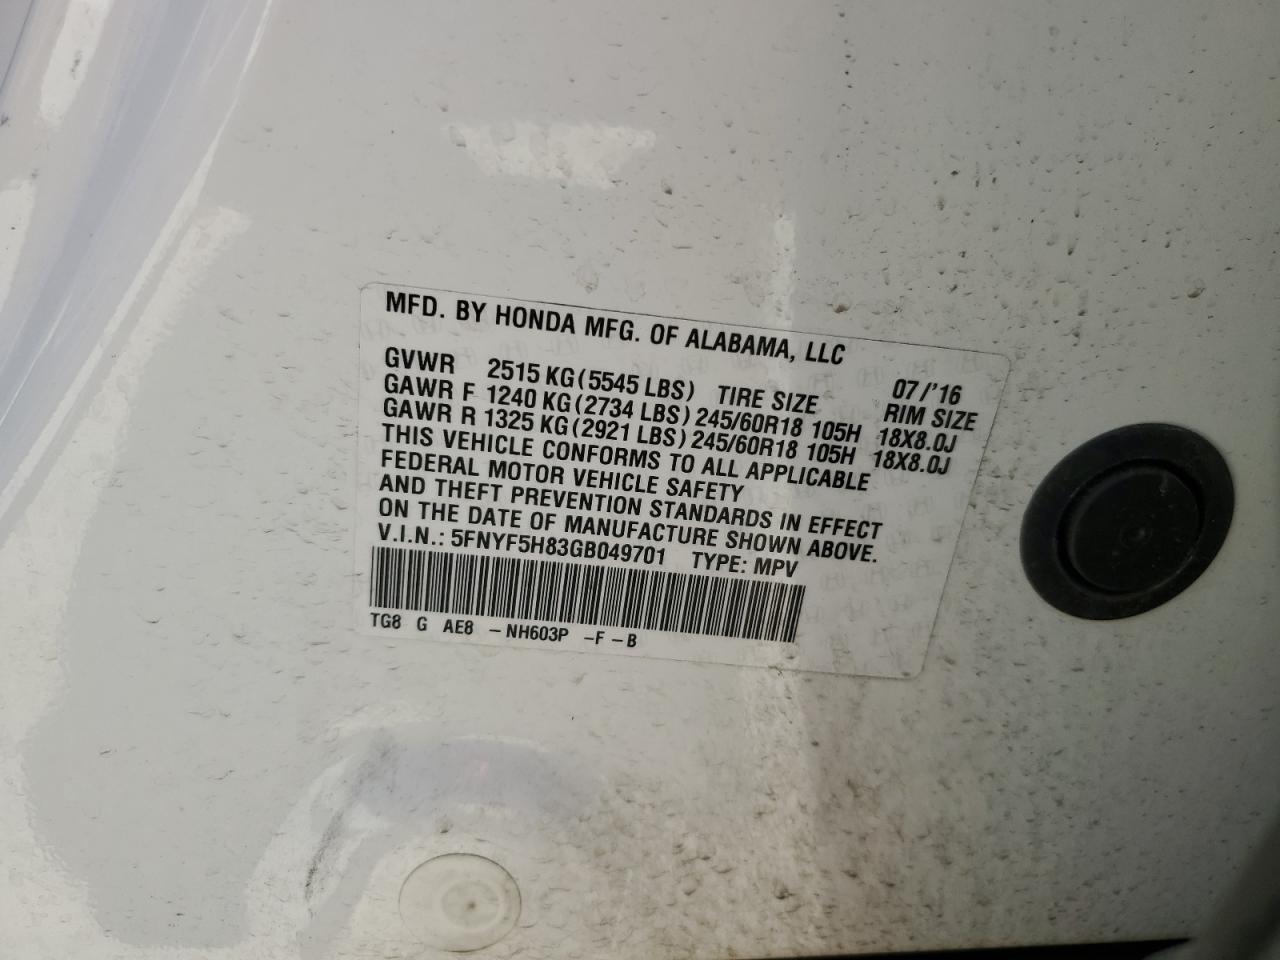 MFD. BY HONDA MFG. OF ALABAMA, LLC
07/'16
GVWR 2515 KG(5545 LBS) TIRE SIZE RIM SIZE
GAWR F 1240 KG(2734 LBS) 245/60R18 105H 18X8.0J
GAWR R 1325 KG(2921 LBS) 245/60R18 105H 18X8.0J
THIS VEHICLE CONFORMS TO ALL APPLICABLE
FEDERAL MOTOR VEHICLE SAFETY
AND THEFT PREVENTION STANDARDS IN EFFECT
ON THE DATE OF MANUFACTURE SHOWN ABOVE.
V.I.N.: 5FNYF5H83GB049701 TYPE: MPV
TG8 G AE8 -NH603P -F-B